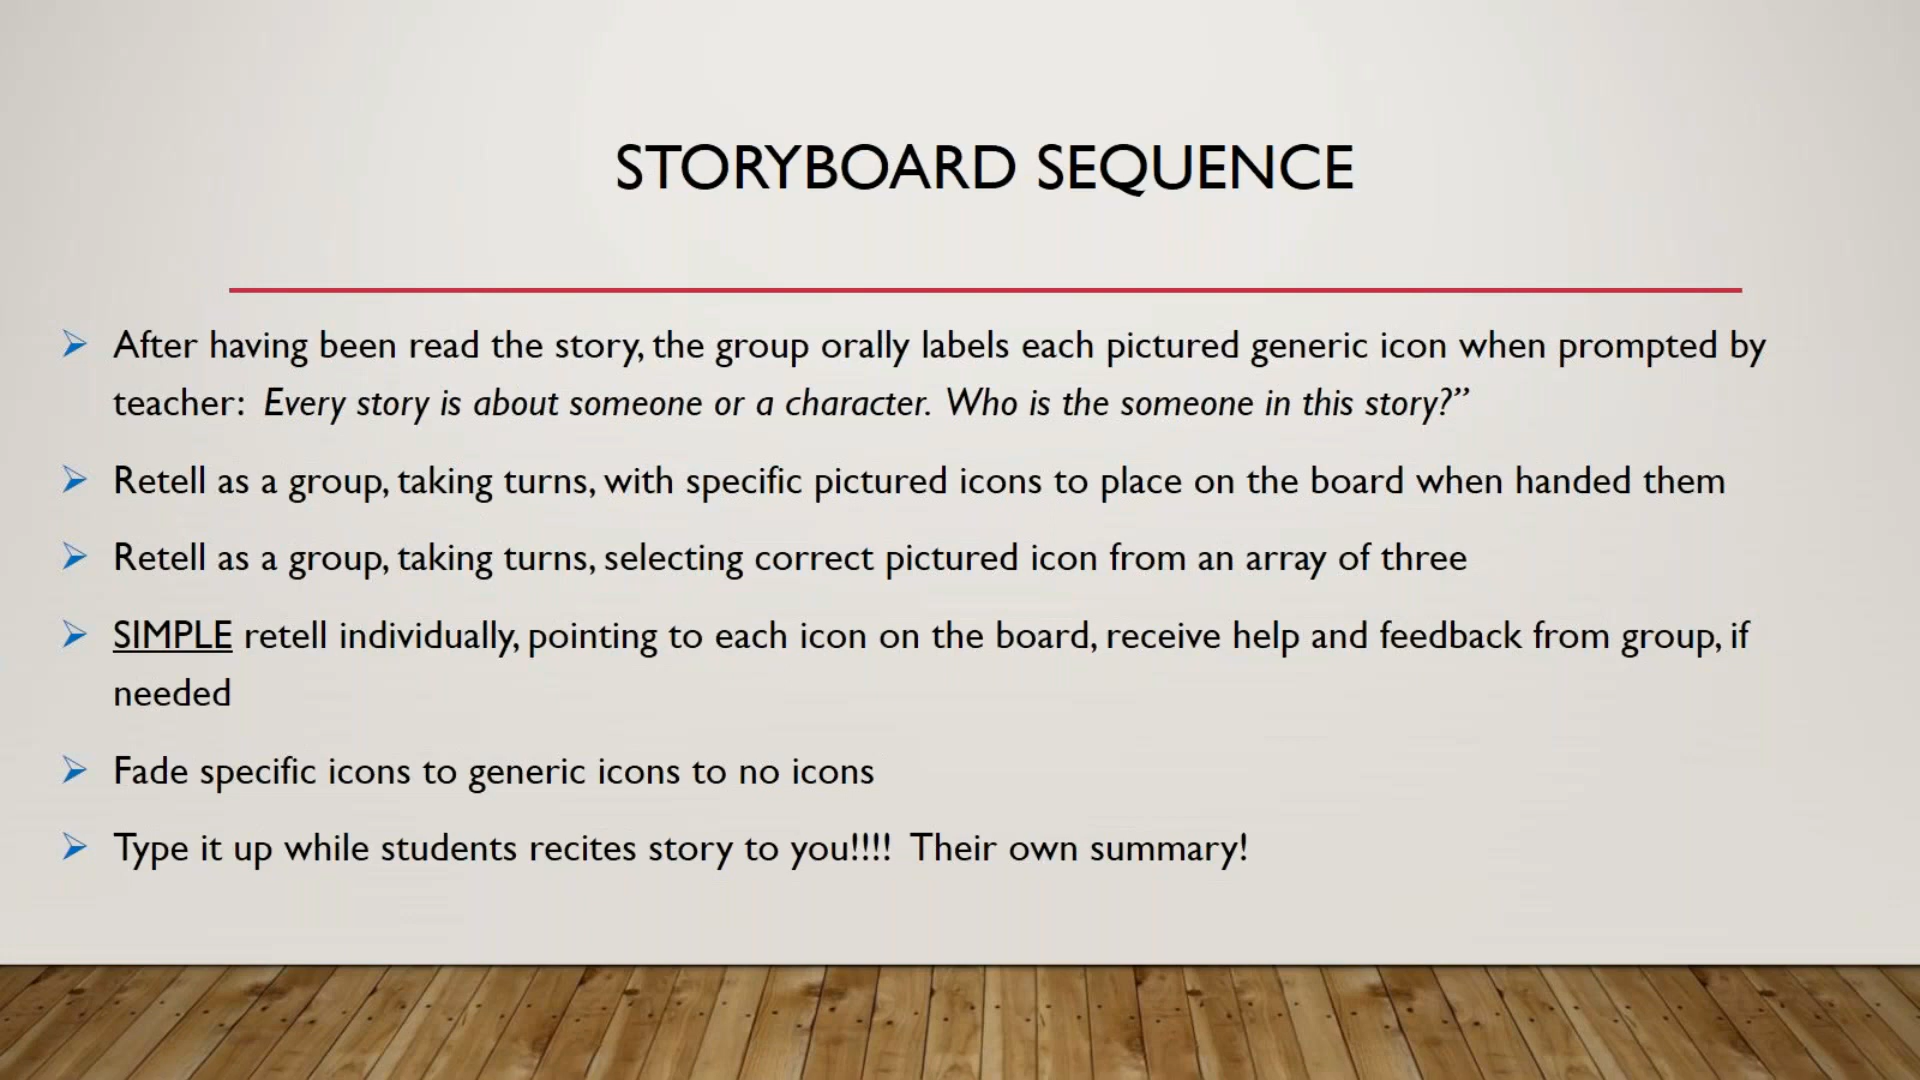 STORYBOARD SEQUENCE
After having been read the story, the group orally labels each pictured generic icon when prompted by
teacher:  Every story is about someone or a character.  Who is the someone in this story?”
Retell as a group, taking turns, with specific pictured icons to place on the board when handed them
Retell as a group, taking turns, selecting correct pictured icon from an array of three
SIMPLE retell individually, pointing to each icon on the board, receive help and feedback from group, if
needed
Fade specific icons to generic icons to no icons
Type it up while students recites story to you!!!!  Their own summary!